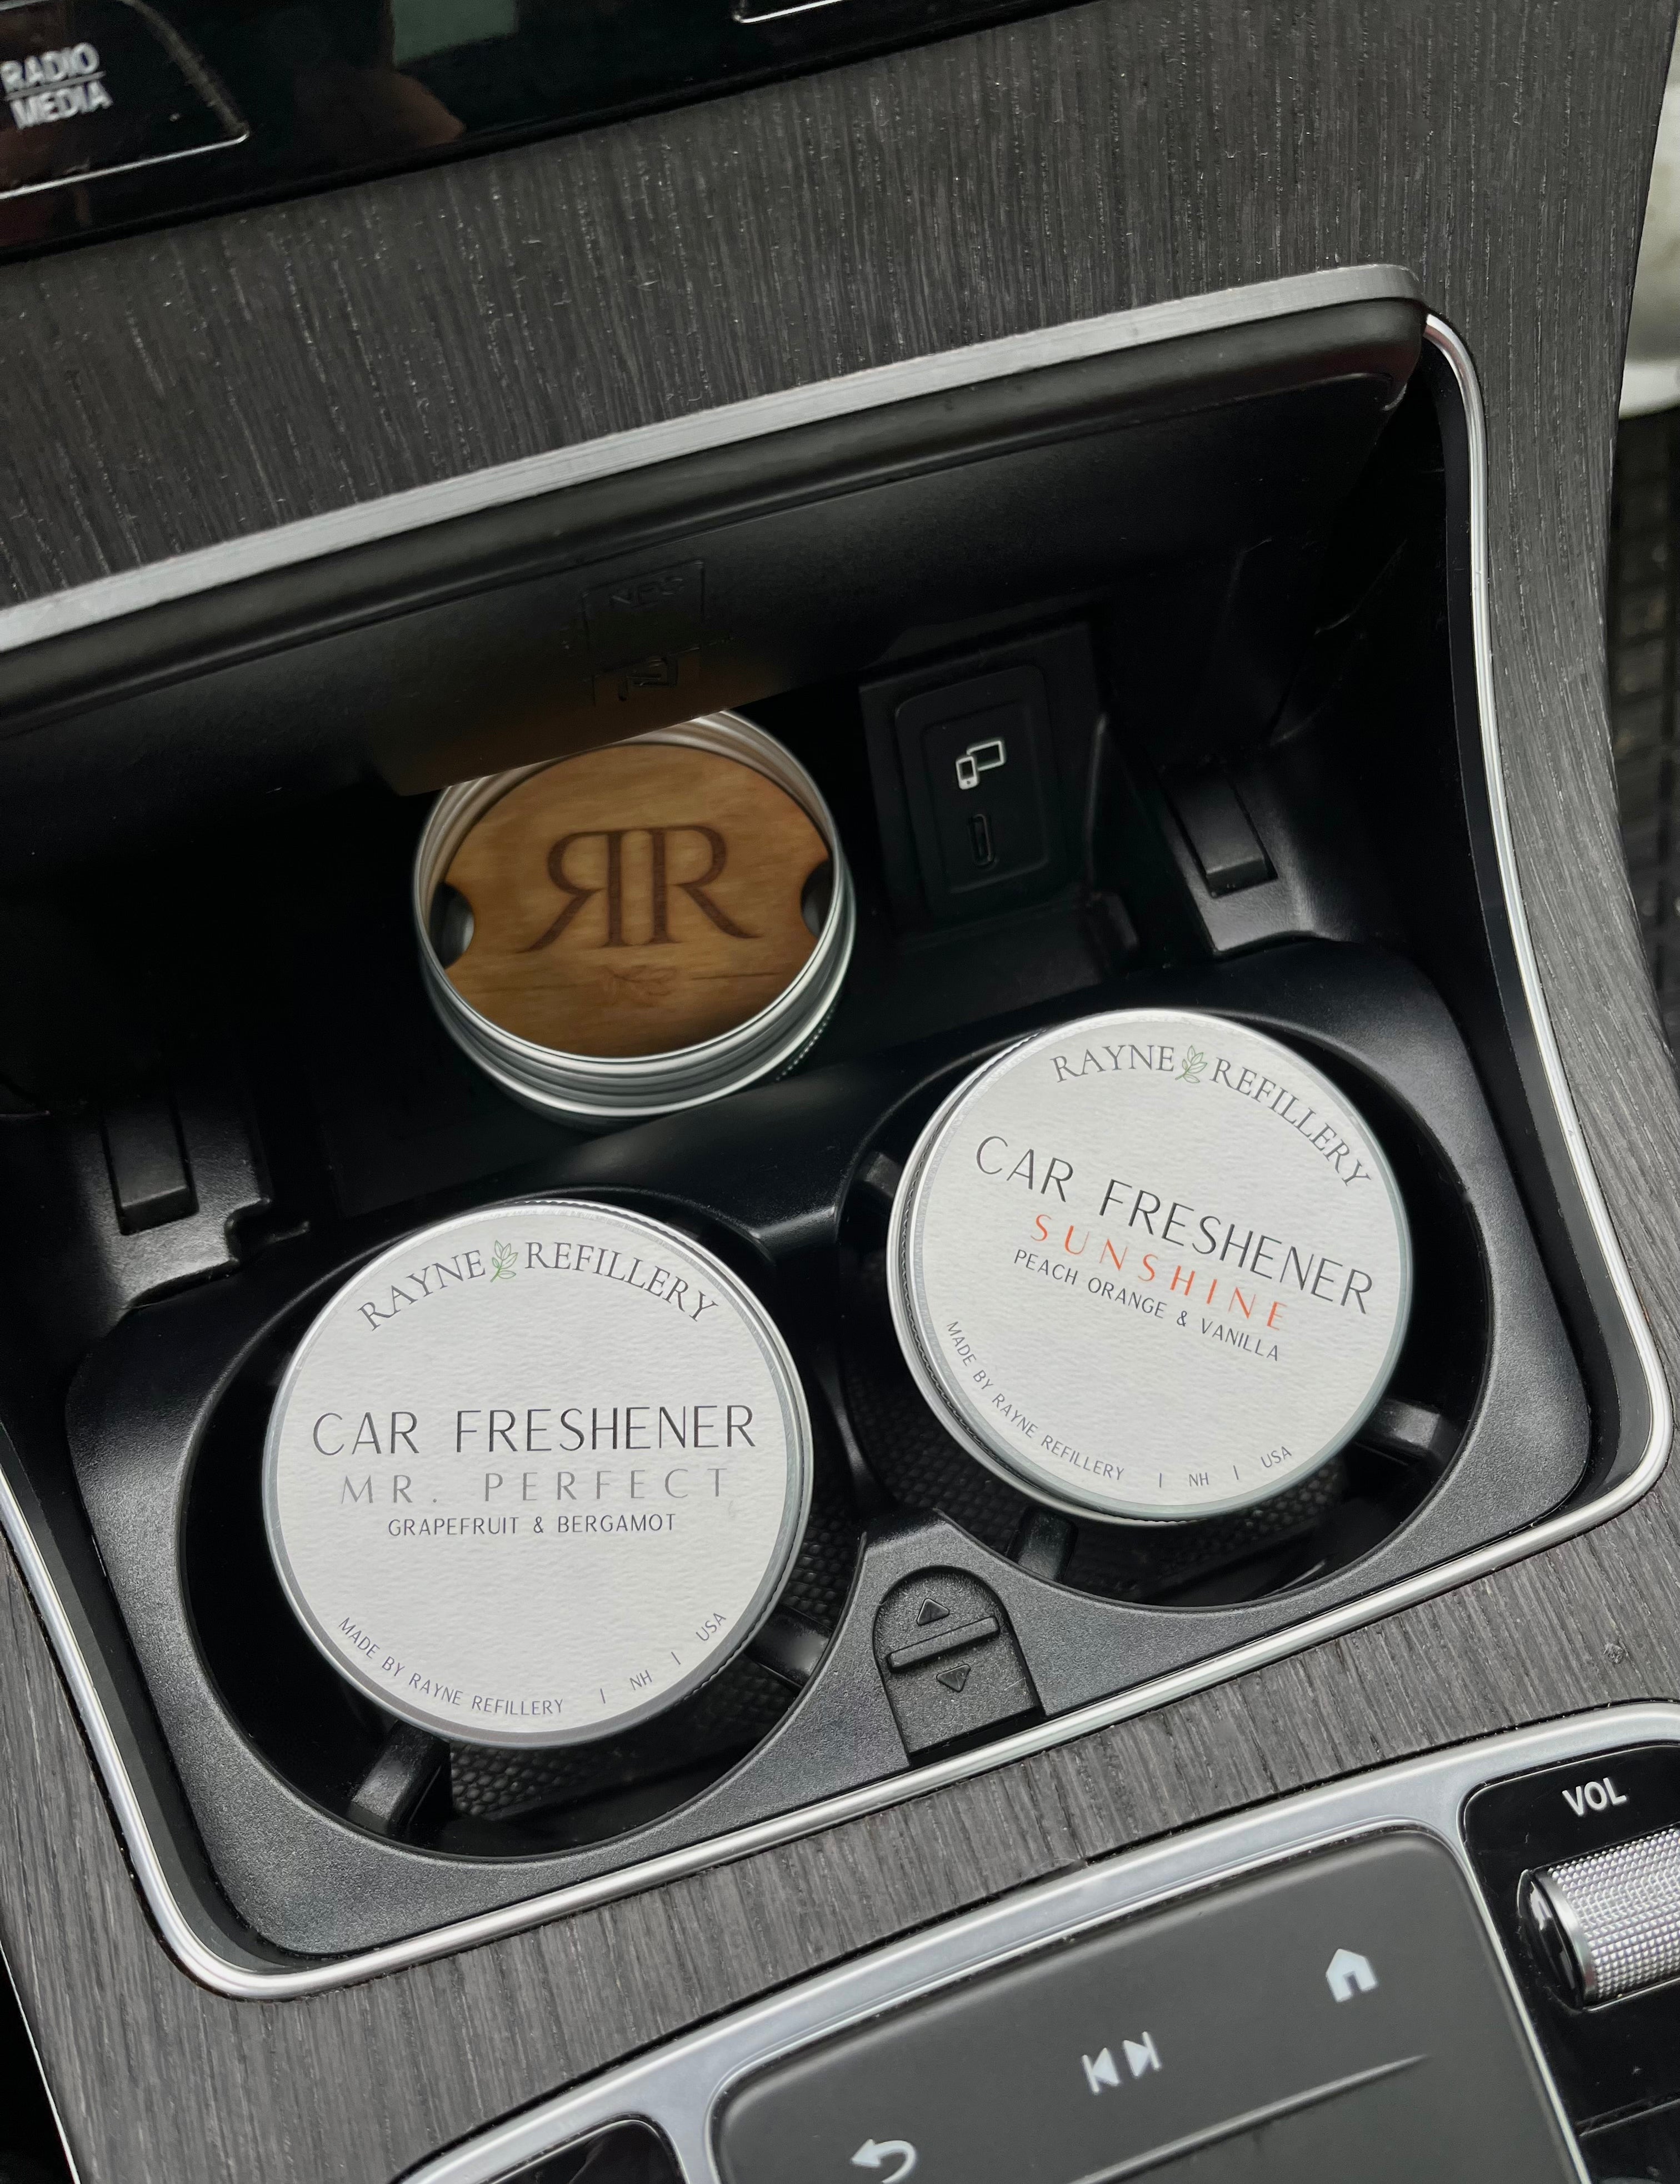 RADIO
MEDIA
ЯR
RAYNE REFILLERY
CAR FRESHENER
SUNSHINE
PEACH ORANGE & VANILLA
MADE BY RAYNE REFILLERY | NH | USA
RAYNE REFILLERY
CAR FRESHENER
MR. PERFECT
GRAPEFRUIT & BERGAMOT
MADE BY RAYNE REFILLERY | NH | USA
VOL